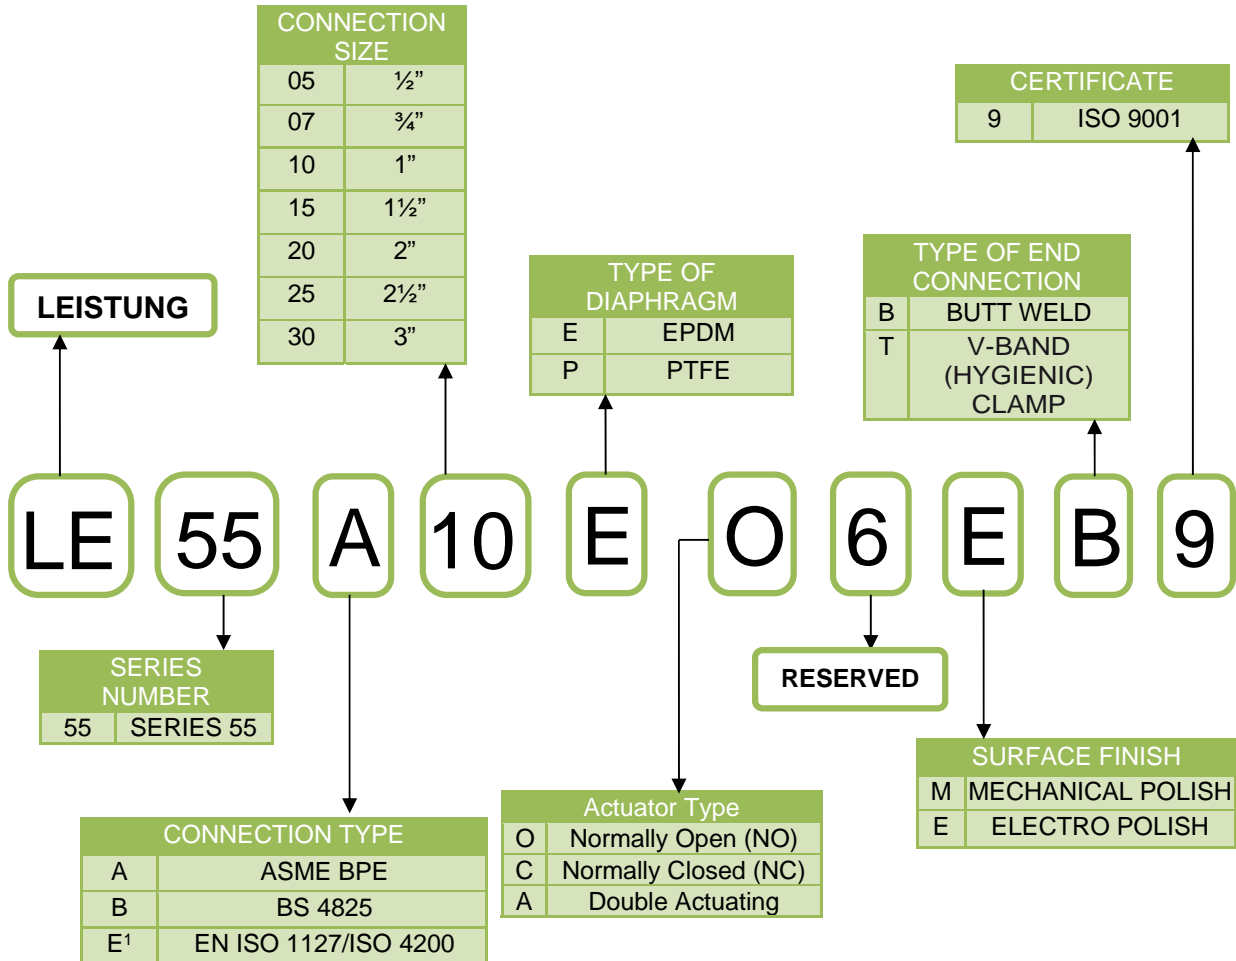 CONNECTION
SIZE
05 ½”
07 ¾”
10 1”
15 1½”
20 2”
25 2½”
30 3”
CERTIFICATE
9 ISO 9001
TYPE OF
DIAPHRAGM
E EPDM
P PTFE
TYPE OF END
CONNECTION
B BUTT WELD
T V-BAND
(HYGIENIC)
CLAMP
LEISTUNG
LE 55 A 10 E O 6 E B 9
SERIES
NUMBER
55 SERIES 55
RESERVED
CONNECTION TYPE
A ASME BPE
B BS 4825
E¹ EN ISO 1127/ISO 4200
Actuator Type
O Normally Open (NO)
C Normally Closed (NC)
A Double Actuating
SURFACE FINISH
M MECHANICAL POLISH
E ELECTRO POLISH